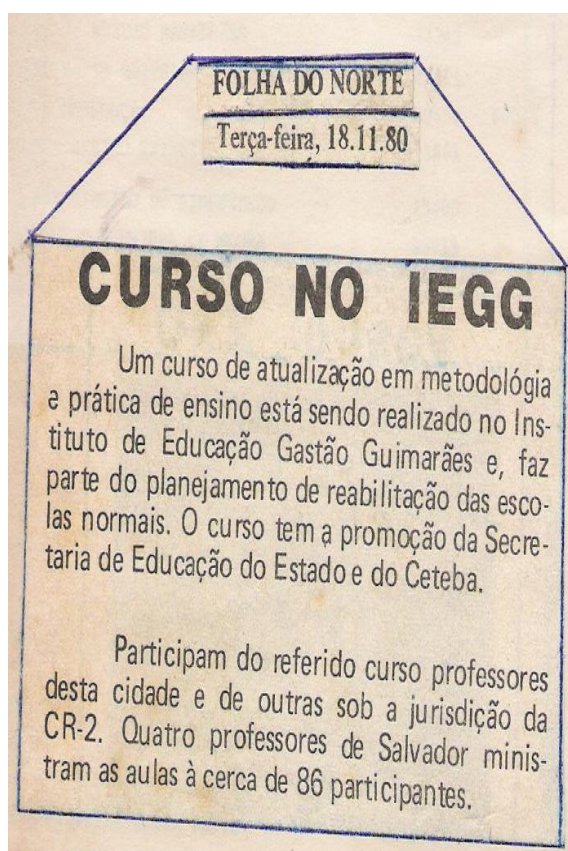 FOLHA DO NORTE
Terça-feira, 18.11.80
CURSO NO IEGG
Um curso de atualização em metodológia
e prática de ensino está sendo realizado no Ins-
tituto de Educação Gastão Guimarães e, faz
parte do planejamento de reabilitação das esco-
las normais. O curso tem a promoção da Secre-
taria de Educação do Estado e do Ceteba.
Participam do referido curso professores
desta cidade e de outras sob a jurisdição da
CR-2. Quatro professores de Salvador minis-
tram as aulas à cerca de 86 participantes.